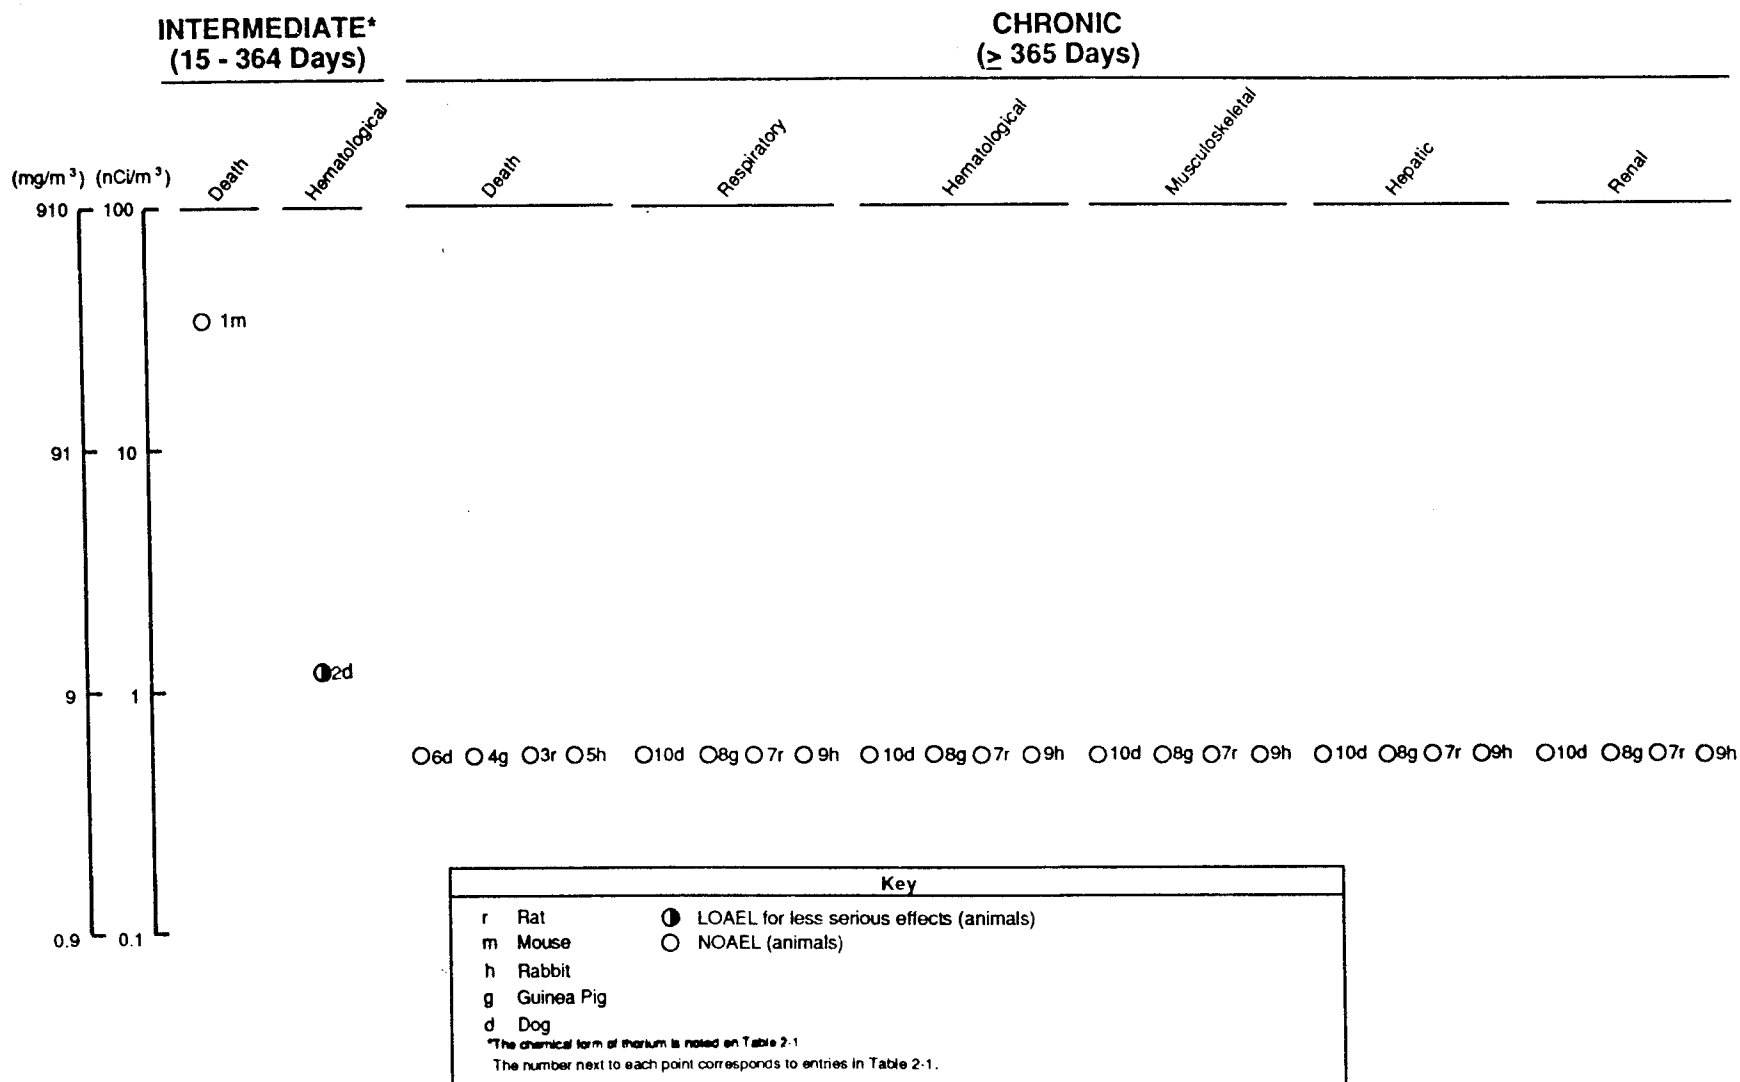 INTERMEDIATE*
(15 - 364 Days)
CHRONIC
(≥ 365 Days)
Death
Hematological
Death
Respiratory
Hematological
Musculoskeletal
Hepatic
Renal
(mg/m³) (nCi/m³)
910 100
1m
91 10
2d
9 1
6d 4g 3r 5h 10d 8g 7r 9h 10d 8g 7r 9h 10d 8g 7r 9h 10d 8g 7r 9h 10d 8g 7r 9h
0.9 0.1
Key
r Rat LOAEL for less serious effects (animals)
m Mouse NOAEL (animals)
h Rabbit
g Guinea Pig
d Dog
*The chemical form of thorium is noted on Table 2-1
The number next to each point corresponds to entries in Table 2-1.